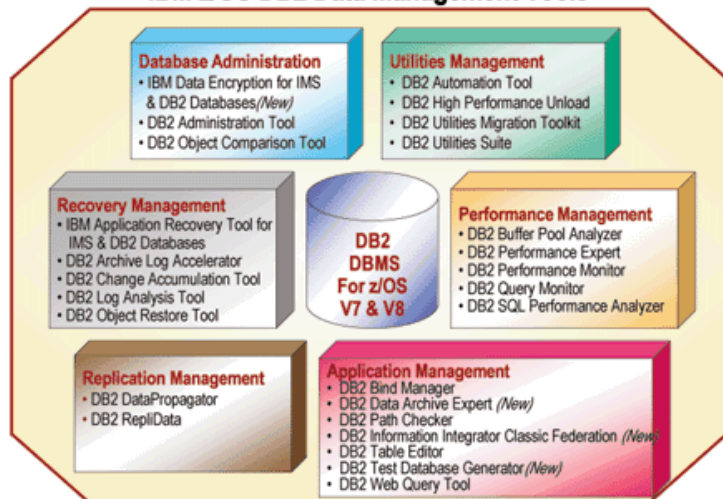 Database Administration
• IBM Data Encryption for IMS
& DB2 Databases(New)
• DB2 Administration Tool
• DB2 Object Comparison Tool
Utilities Management
• DB2 Automation Tool
• DB2 High Performance Unload
• DB2 Utilities Migration Toolkit
• DB2 Utilities Suite
Recovery Management
• IBM Application Recovery Tool for
IMS & DB2 Databases
• DB2 Archive Log Accelerator
• DB2 Change Accumulation Tool
• DB2 Log Analysis Tool
• DB2 Object Restore Tool
DB2
DBMS
For z/OS
V7 & V8
Performance Management
• DB2 Buffer Pool Analyzer
• DB2 Performance Expert
• DB2 Performance Monitor
• DB2 Query Monitor
• DB2 SQL Performance Analyzer
Replication Management
• DB2 DataPropagator
• DB2 RepliData
Application Management
• DB2 Bind Manager
• DB2 Data Archive Expert (New)
• DB2 Path Checker
• DB2 Information Integrator Classic Federation (New)
• DB2 Table Editor
• DB2 Test Database Generator(New)
• DB2 Web Query Tool